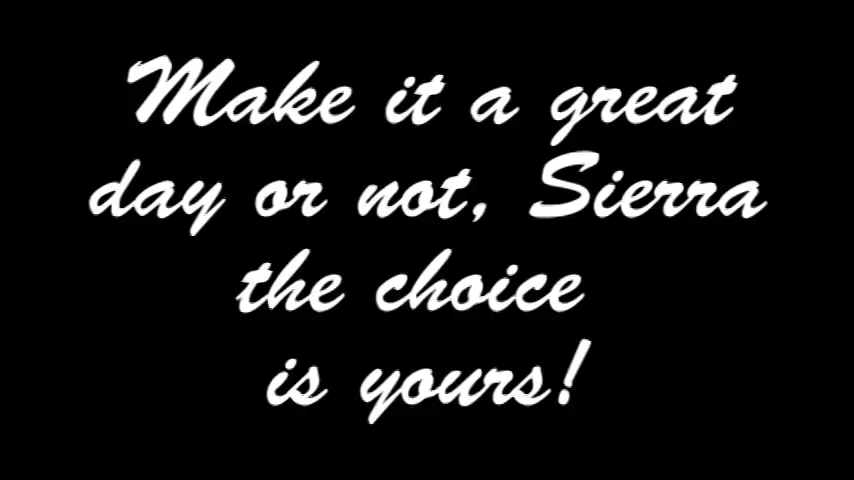 Make it a great
day or not, Sierra
the choice
is yours!